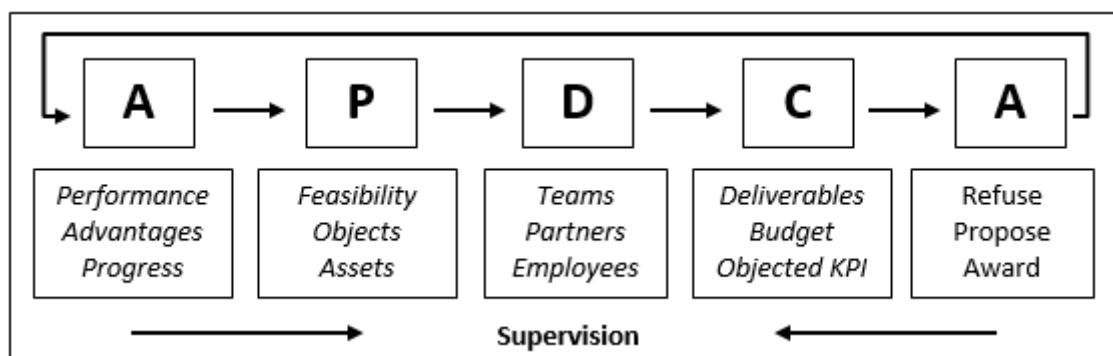 A P D C A
Performance
Advantages
Progress
Feasibility
Objects
Assets
Teams
Partners
Employees
Deliverables
Budget
Objected KPI
Refuse
Propose
Award
Supervision